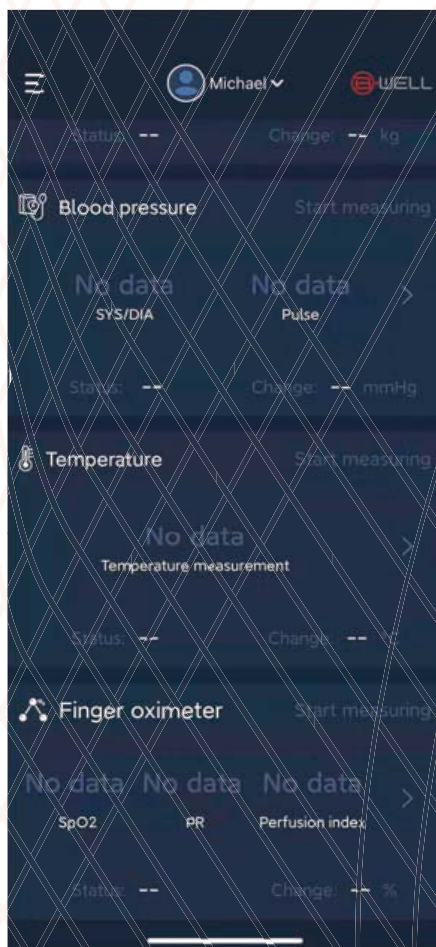 Michael
B-WELL
Status: -- Change: -- kg
Blood pressure Start measuring
No data No data
SYS/DIA Pulse
Status: -- Change: -- mmHg
Temperature Start measuring
No data
Temperature measurement
Status: -- Change: -- °C
Finger oximeter Start measuring
No data No data No data
SpO2 PR Perfusion index
Status: -- Change: -- %